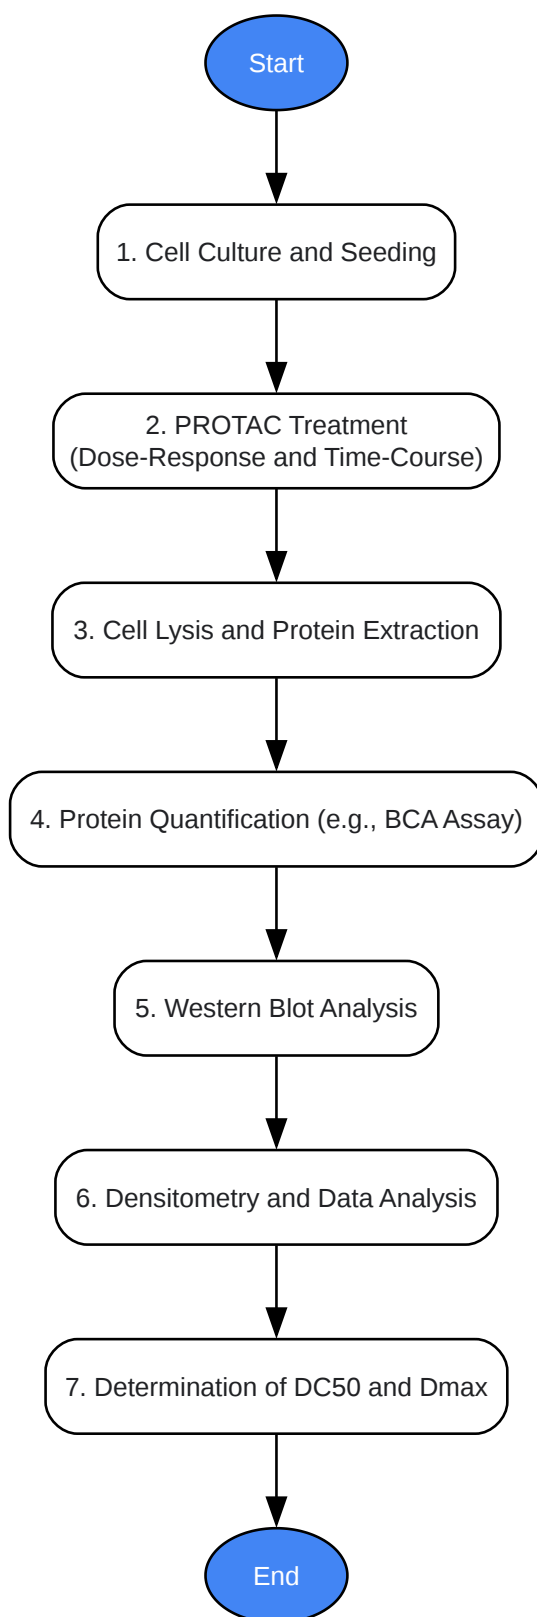 Start
1. Cell Culture and Seeding
2. PROTAC Treatment
(Dose-Response and Time-Course)
3. Cell Lysis and Protein Extraction
4. Protein Quantification (e.g., BCA Assay)
5. Western Blot Analysis
6. Densitometry and Data Analysis
7. Determination of DC50 and Dmax
End